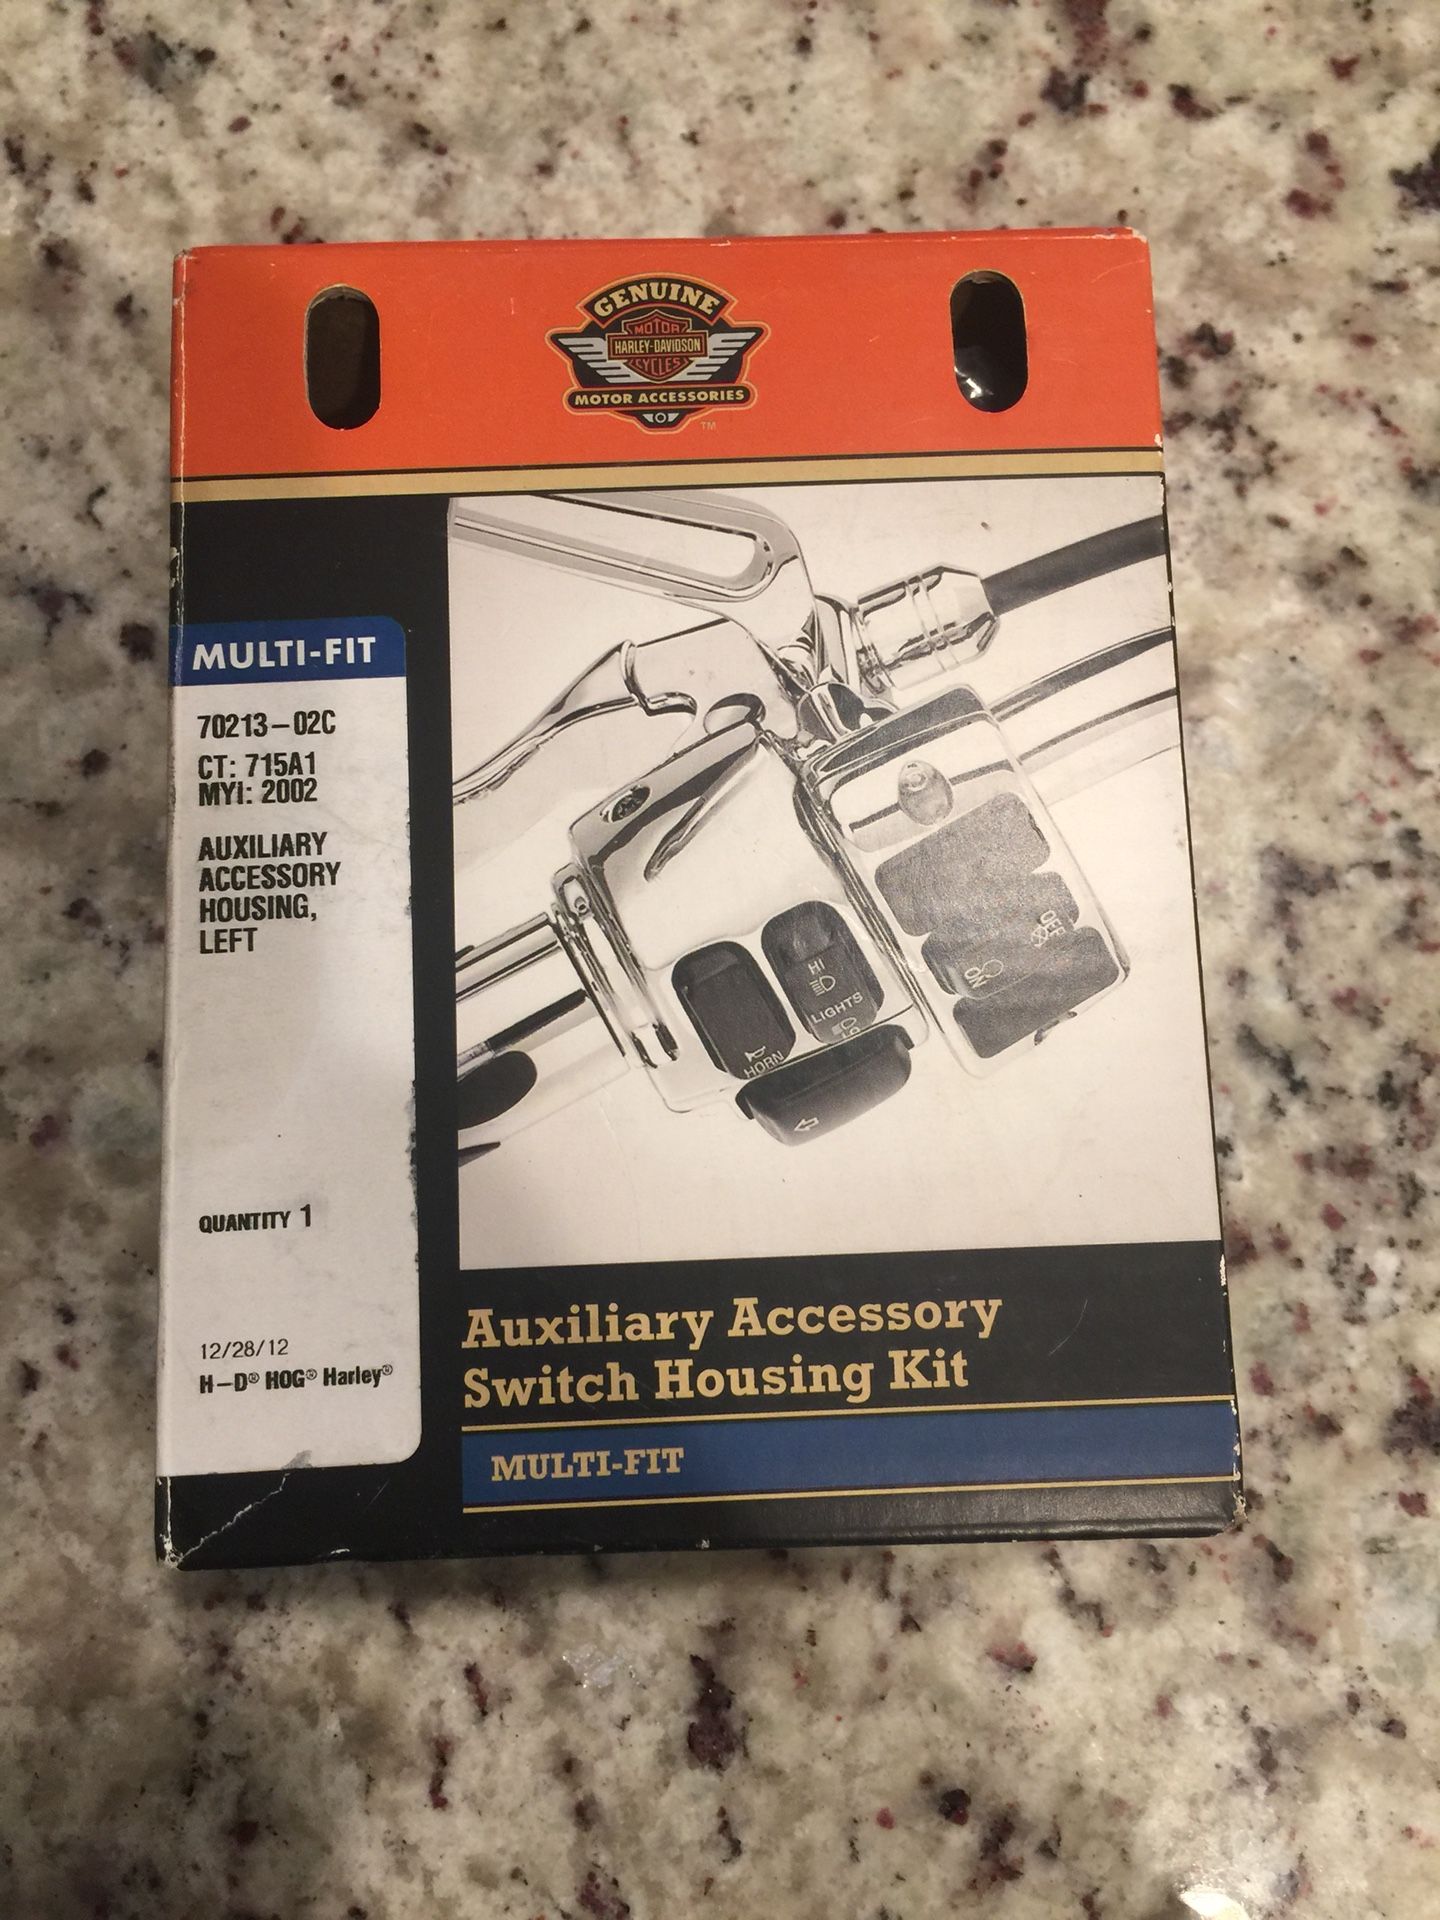 GENUINE
MOTOR
HARLEY-DAVIDSON
CYCLES
MOTOR ACCESSORIES
TM
MULTI-FIT
70213-02C
CT: 715A1
MYI: 2002
AUXILIARY
ACCESSORY
HOUSING,
LEFT
QUANTITY 1
12/28/12
H-D® HOG® Harley®
HI
LIGHTS
LO
HORN
OFF
ON
Auxiliary Accessory
Switch Housing Kit
MULTI-FIT